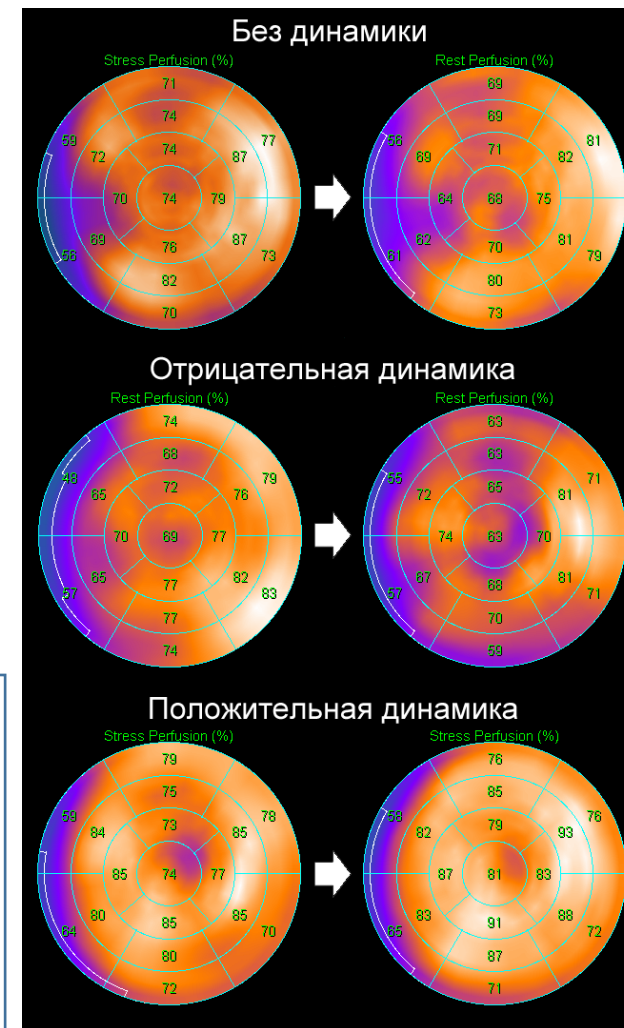 Без динамики
Stress Perfusion (%)
71
74
59 74 77
72 87
70 74 79
69 87
56 76 73
82
70
Rest Perfusion (%)
69
69
56 71 81
69 82
64 68 75
62 81
61 70 79
80
73
Отрицательная динамика
Rest Perfusion (%)
74
68
48 72 79
65 76
70 69 77
65 82
57 77 83
77
74
Rest Perfusion (%)
63
63
55 65 71
72 81
74 63 70
67 81
57 68 71
70
59
Положительная динамика
Stress Perfusion (%)
79
75
59 73 78
84 85
85 74 77
80 85
64 85 70
80
72
Stress Perfusion (%)
76
85
58 79 76
82 93
87 81 83
83 88
65 91 72
87
71